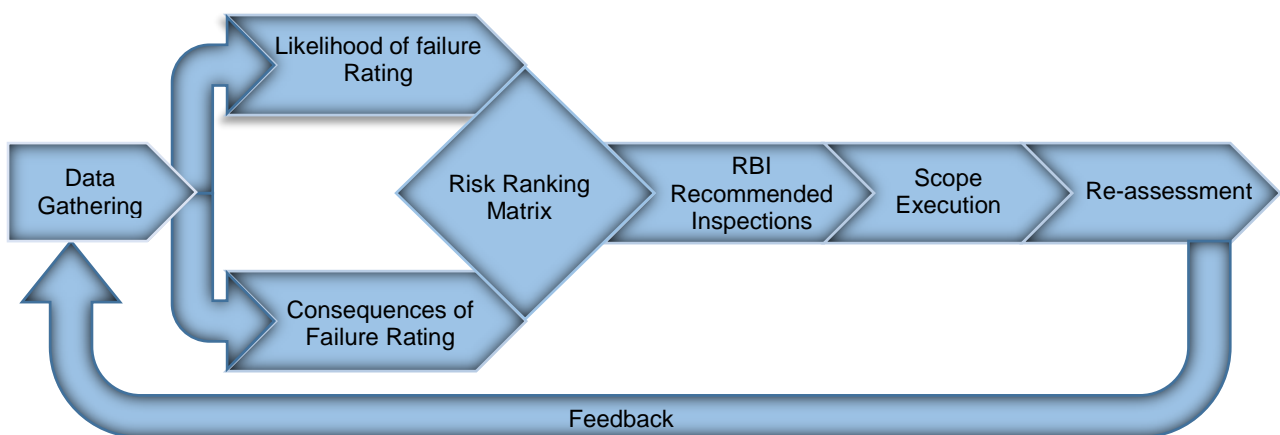 Likelihood of failure
Rating
Data
Gathering
Risk Ranking
Matrix
RBI
Recommended
Inspections
Scope
Execution
Re-assessment
Consequences of
Failure Rating
Feedback